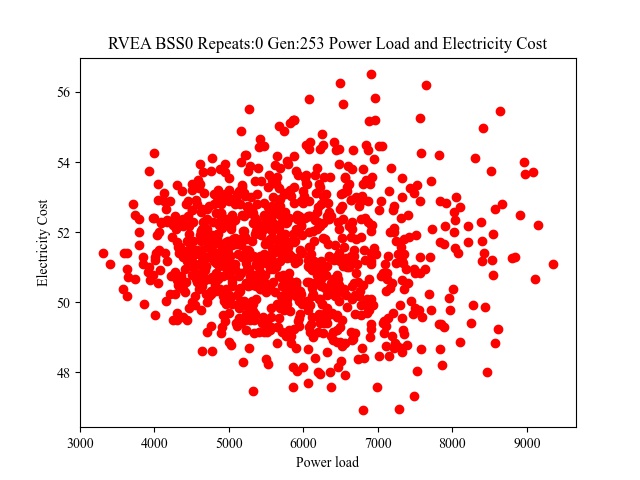 RVEA BSS0 Repeats:0 Gen:253 Power Load and Electricity Cost
56
54
52
50
48
Electricity Cost
3000 4000 5000 6000 7000 8000 9000
Power load